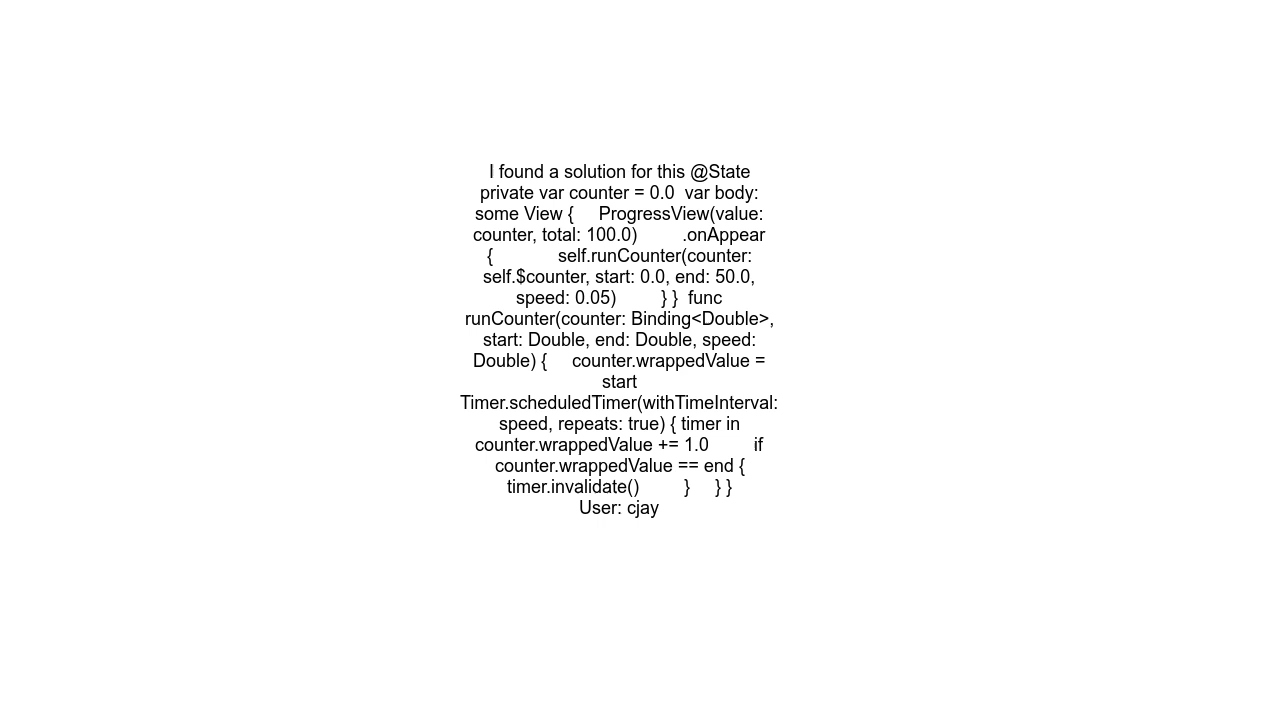 I found a solution for this @State
private var counter = 0.0  var body:
some View {     ProgressView(value:
counter, total: 100.0)         .onAppear
{             self.runCounter(counter:
self.$counter, start: 0.0, end: 50.0,
speed: 0.05)         } }  func
runCounter(counter: Binding<Double>,
start: Double, end: Double, speed:
Double) {     counter.wrappedValue =
start
Timer.scheduledTimer(withTimeInterval:
speed, repeats: true) { timer in
counter.wrappedValue += 1.0         if
counter.wrappedValue == end {
timer.invalidate()         }     } }
User: cjay